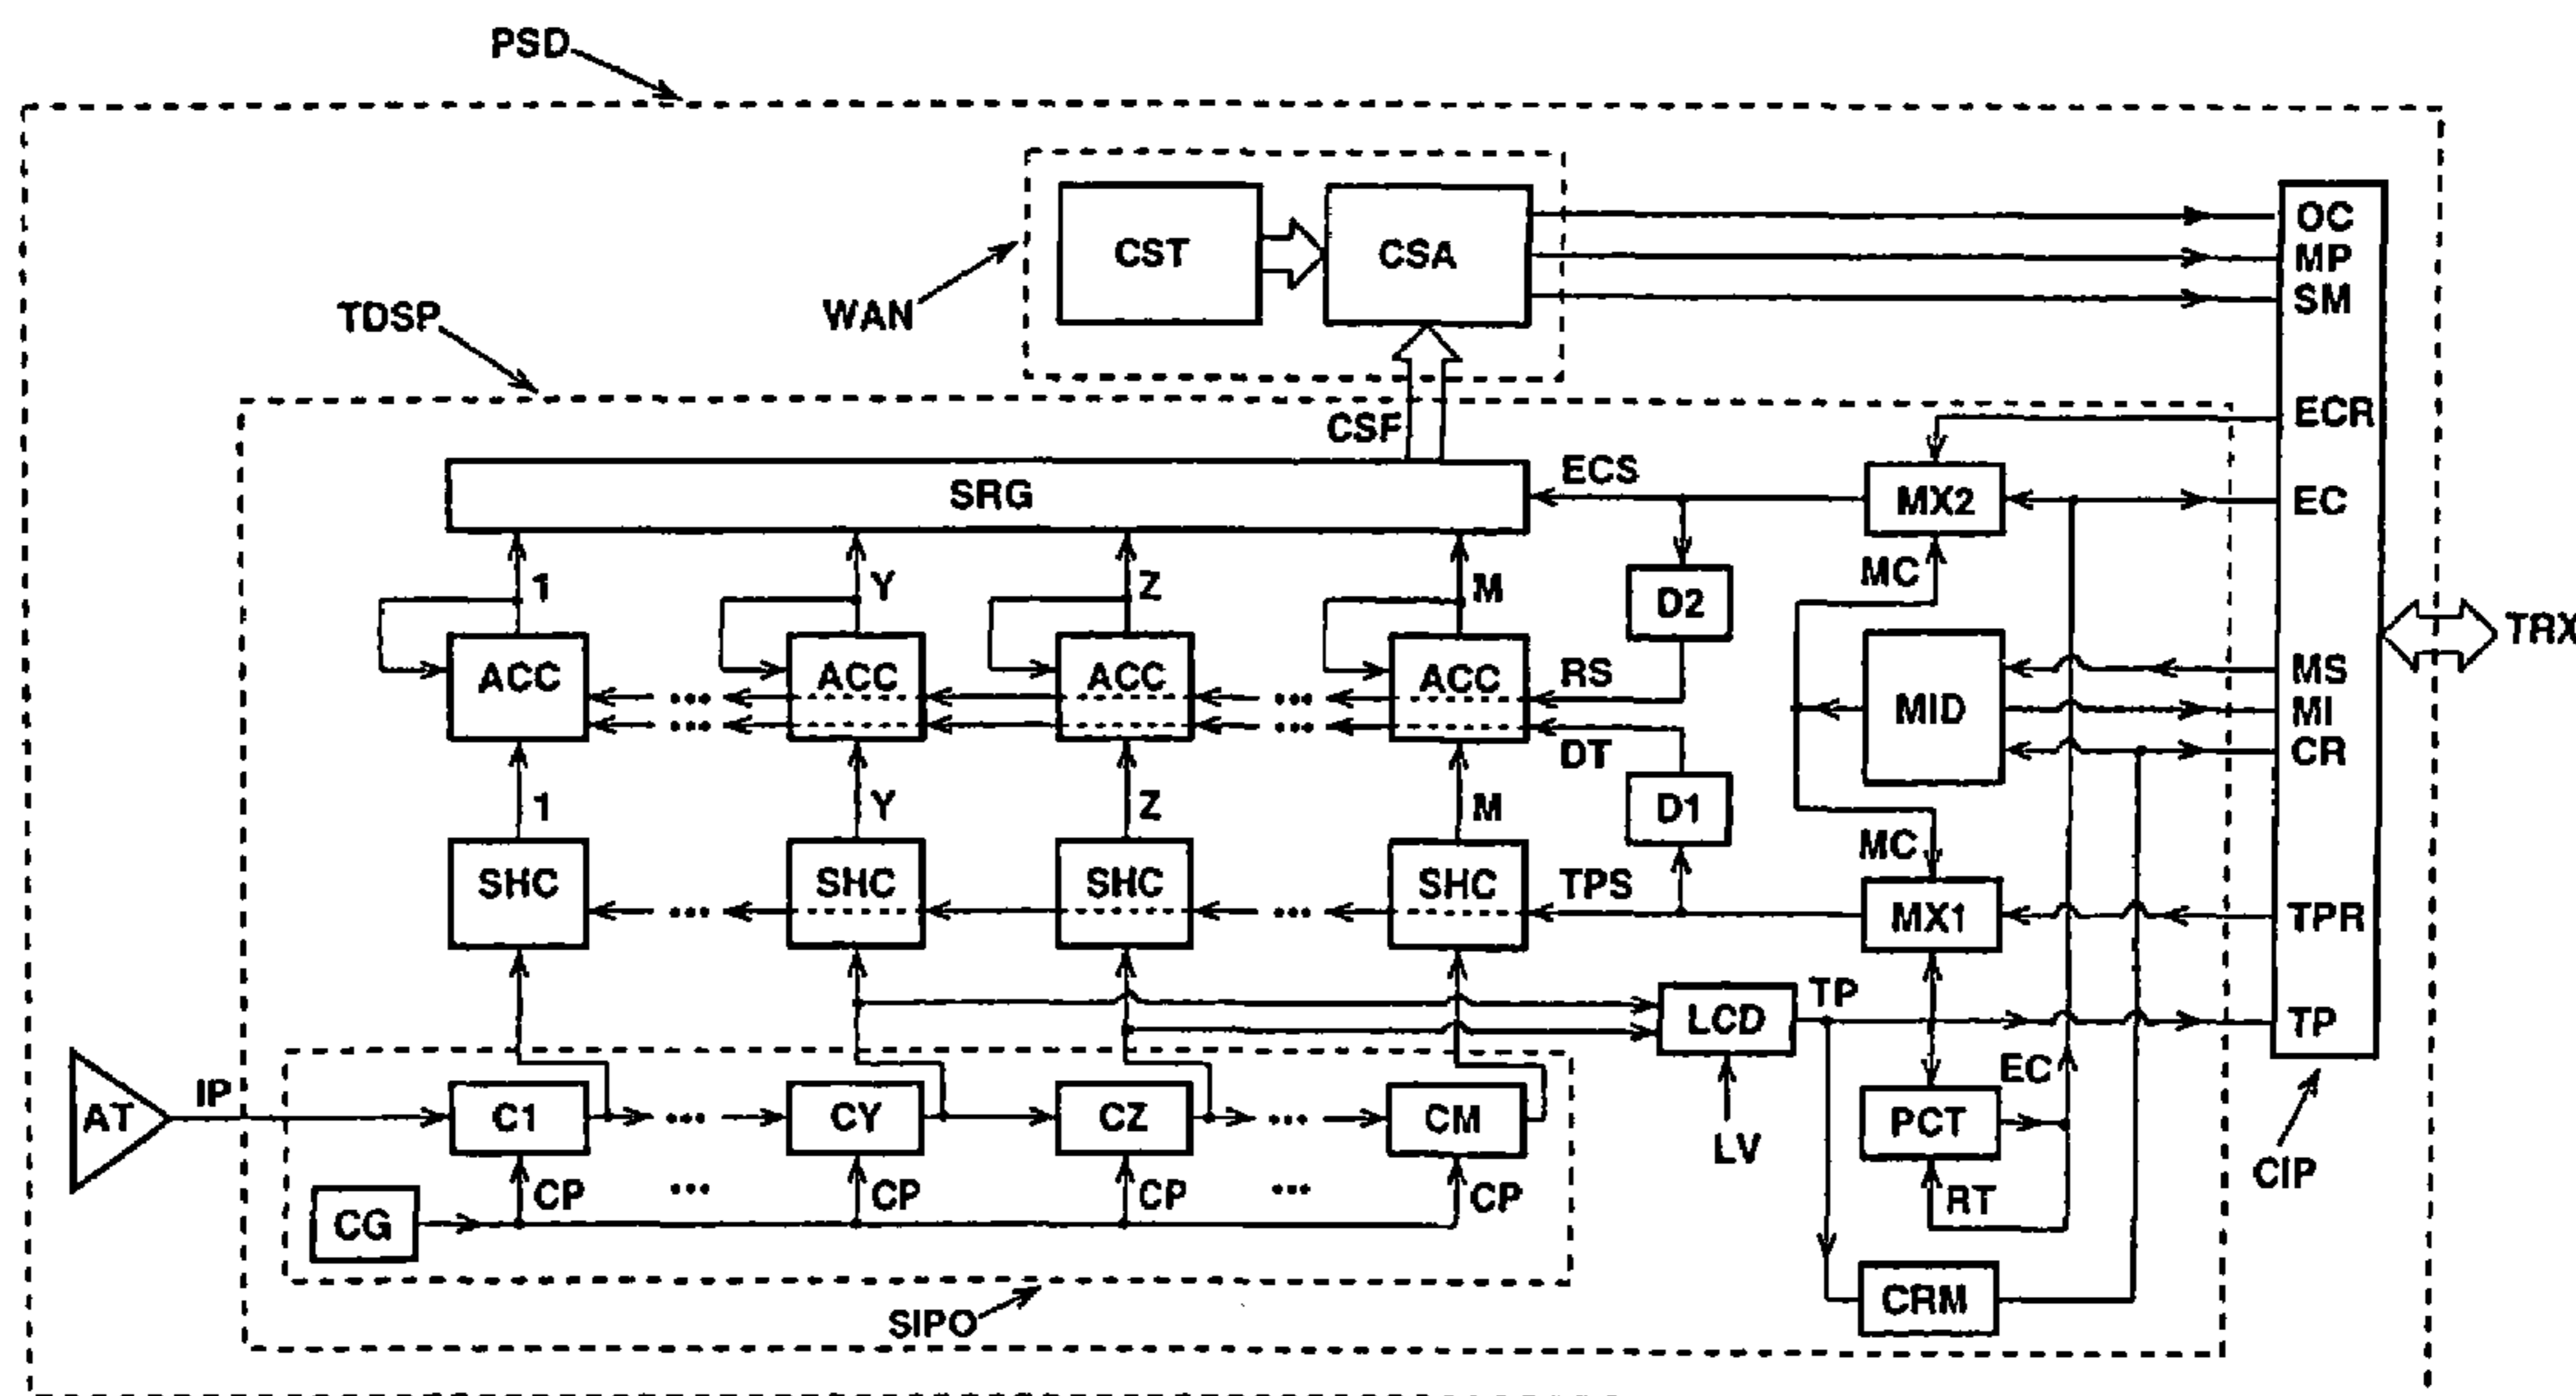 PSD
CST
CSA
OC
MP
SM
WAN
TDSP
CSF
ECR
SRG
ECS
MX2
EC
1
Y
Z
M
MC
D2
TRX
ACC
ACC
ACC
ACC
RS
MID
MS
MI
CR
DT
1
Y
Z
M
D1
MC
SHC
SHC
SHC
SHC
TPS
MX1
TPR
LCD
TP
TP
AT
IP
C1
...
CY
CZ
...
CM
LV
EC
PCT
CIP
CG
CP
...
CP
CP
...
CP
RT
CRM
SIPO